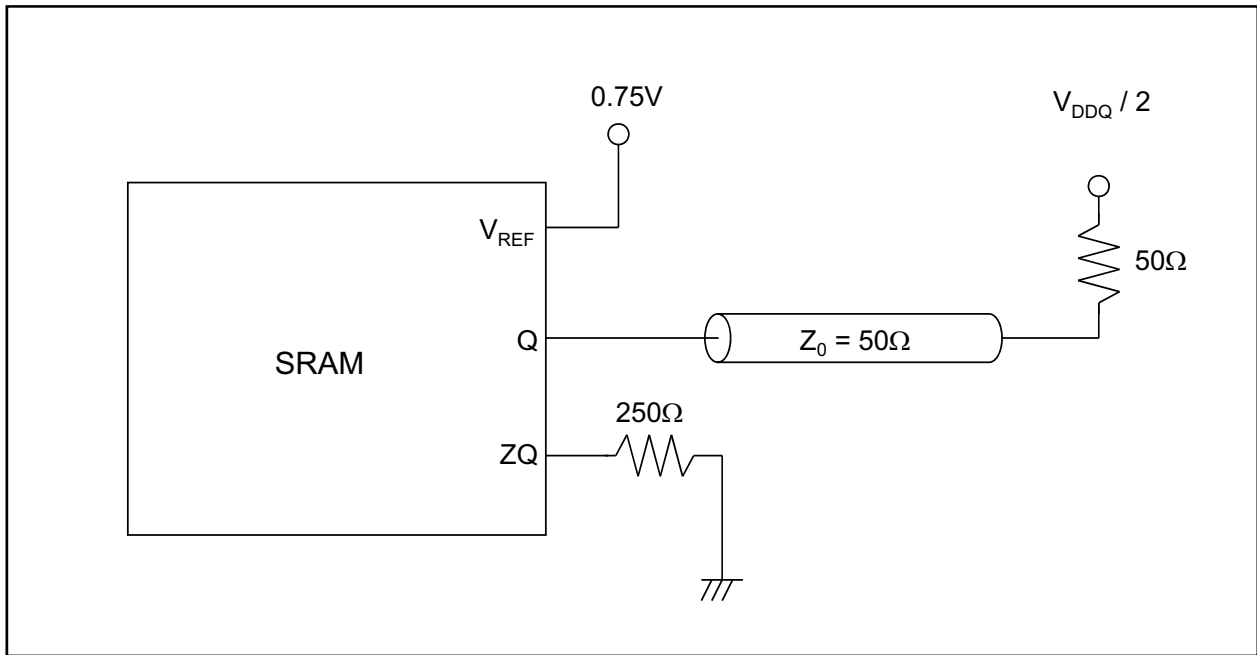 0.75V
V_DDQ / 2
V_REF
50Ω
Q
Z_0 = 50Ω
SRAM
250Ω
ZQ